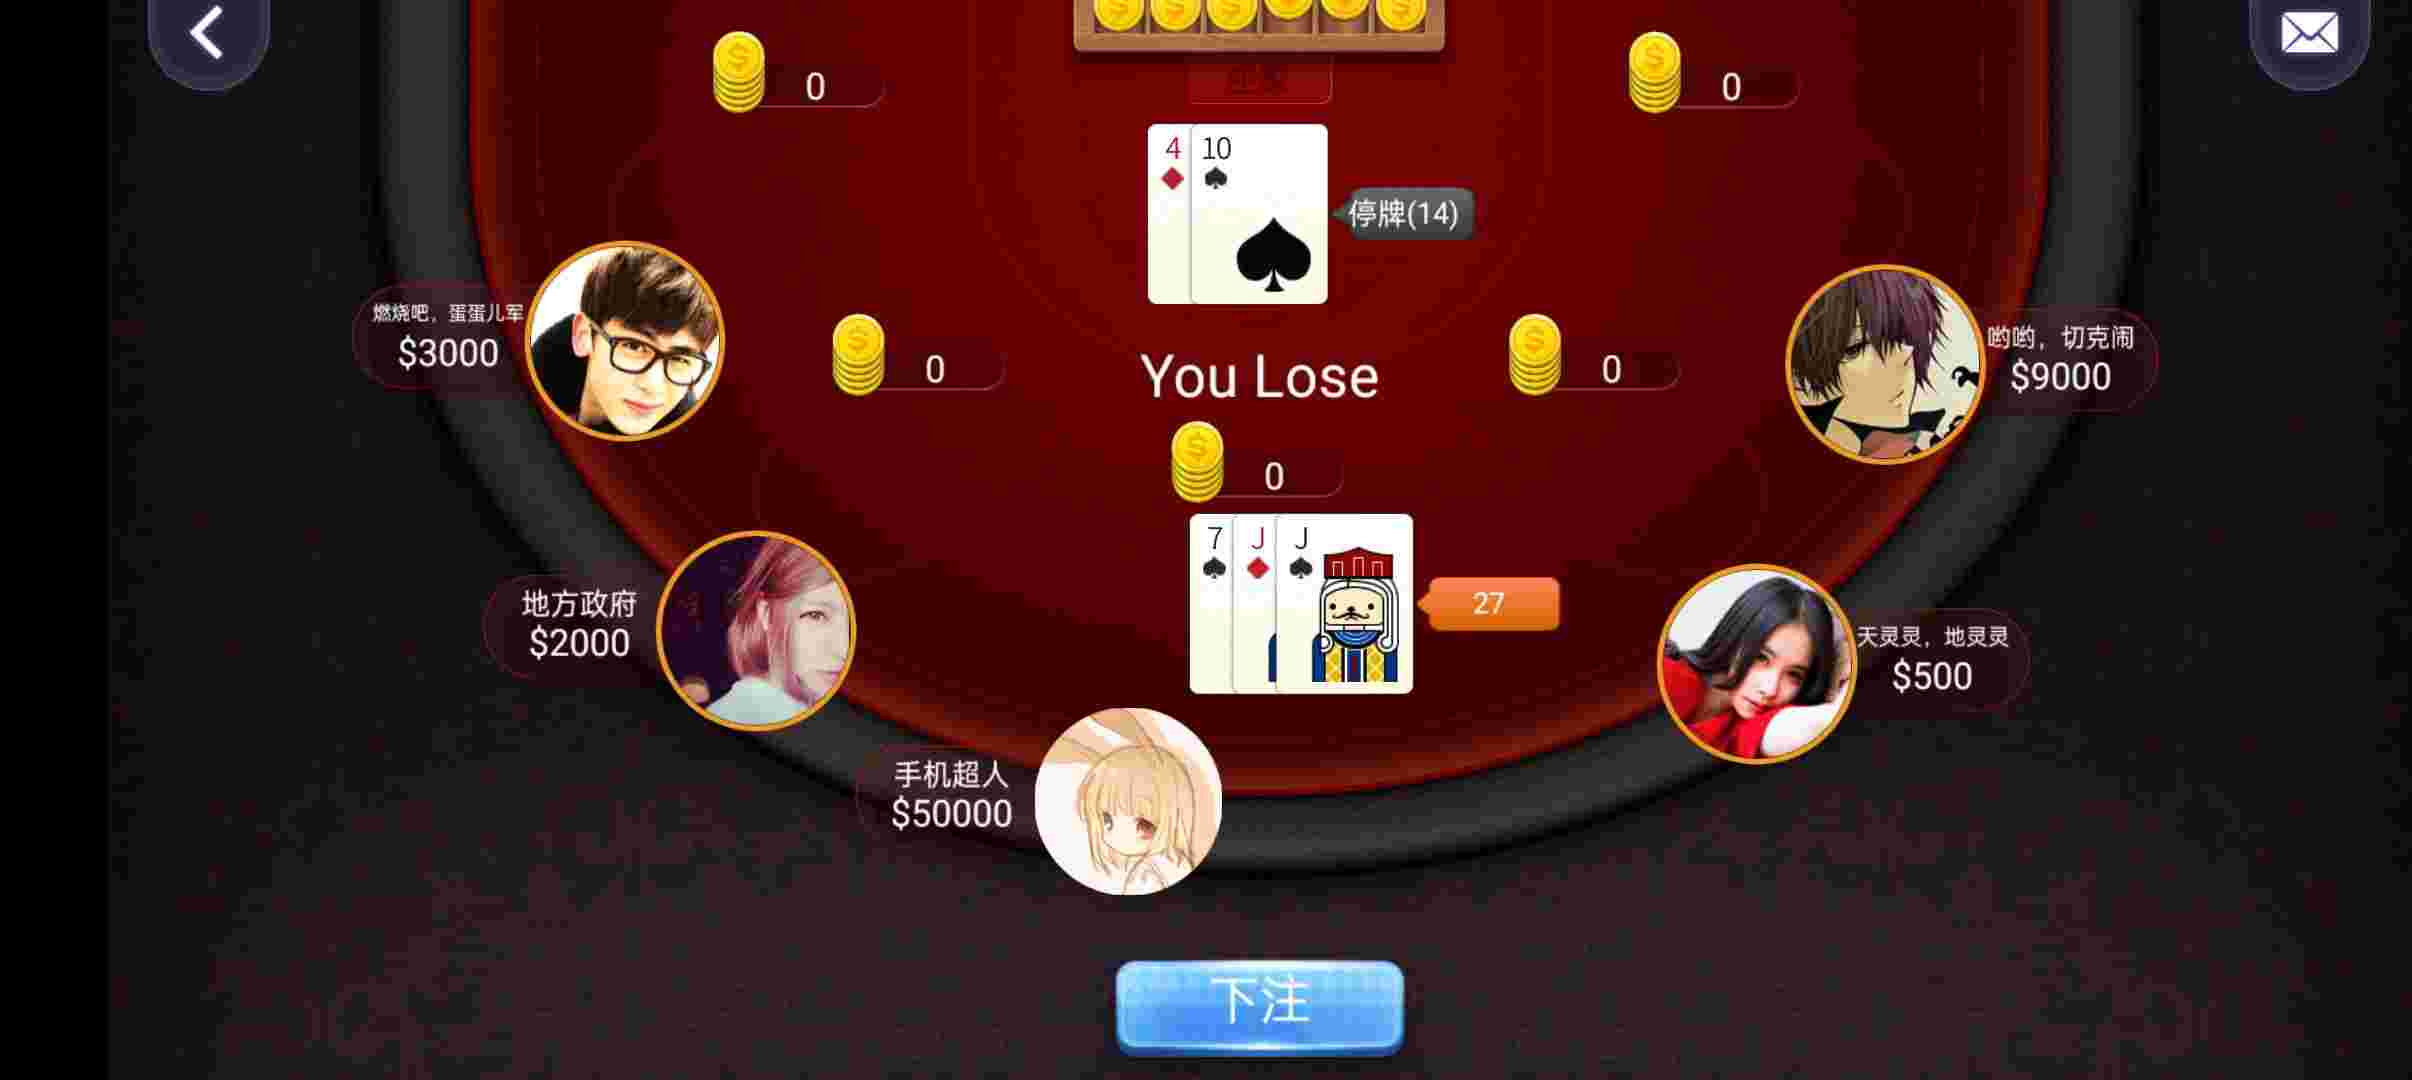 0
0
4 10
停牌(14)
燃烧吧，蛋蛋儿军
$3000
哟哟，切克闹
$9000
0
0
You Lose
0
7 J J
27
地方政府
$2000
天灵灵，地灵灵
$500
手机超人
$50000
下注